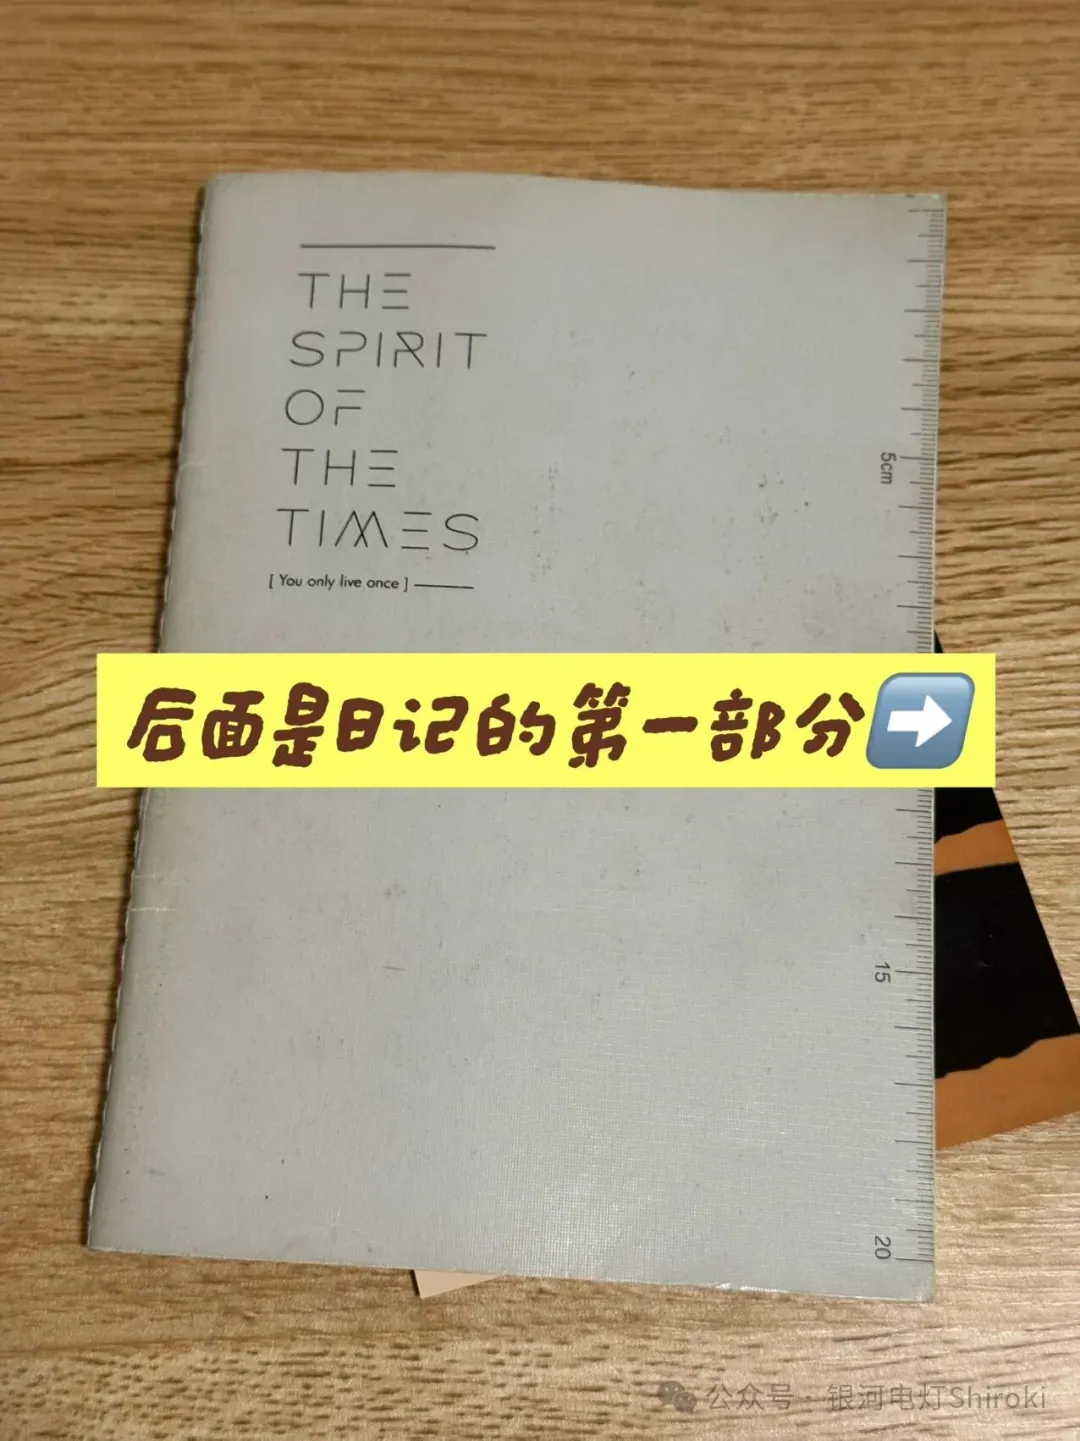 THE
SPIRIT
OF
THE
TIMES
[ You only live once ]
5cm
后面是日记的第一部分➡️
15
20
公众号 · 银河电灯Shiroki